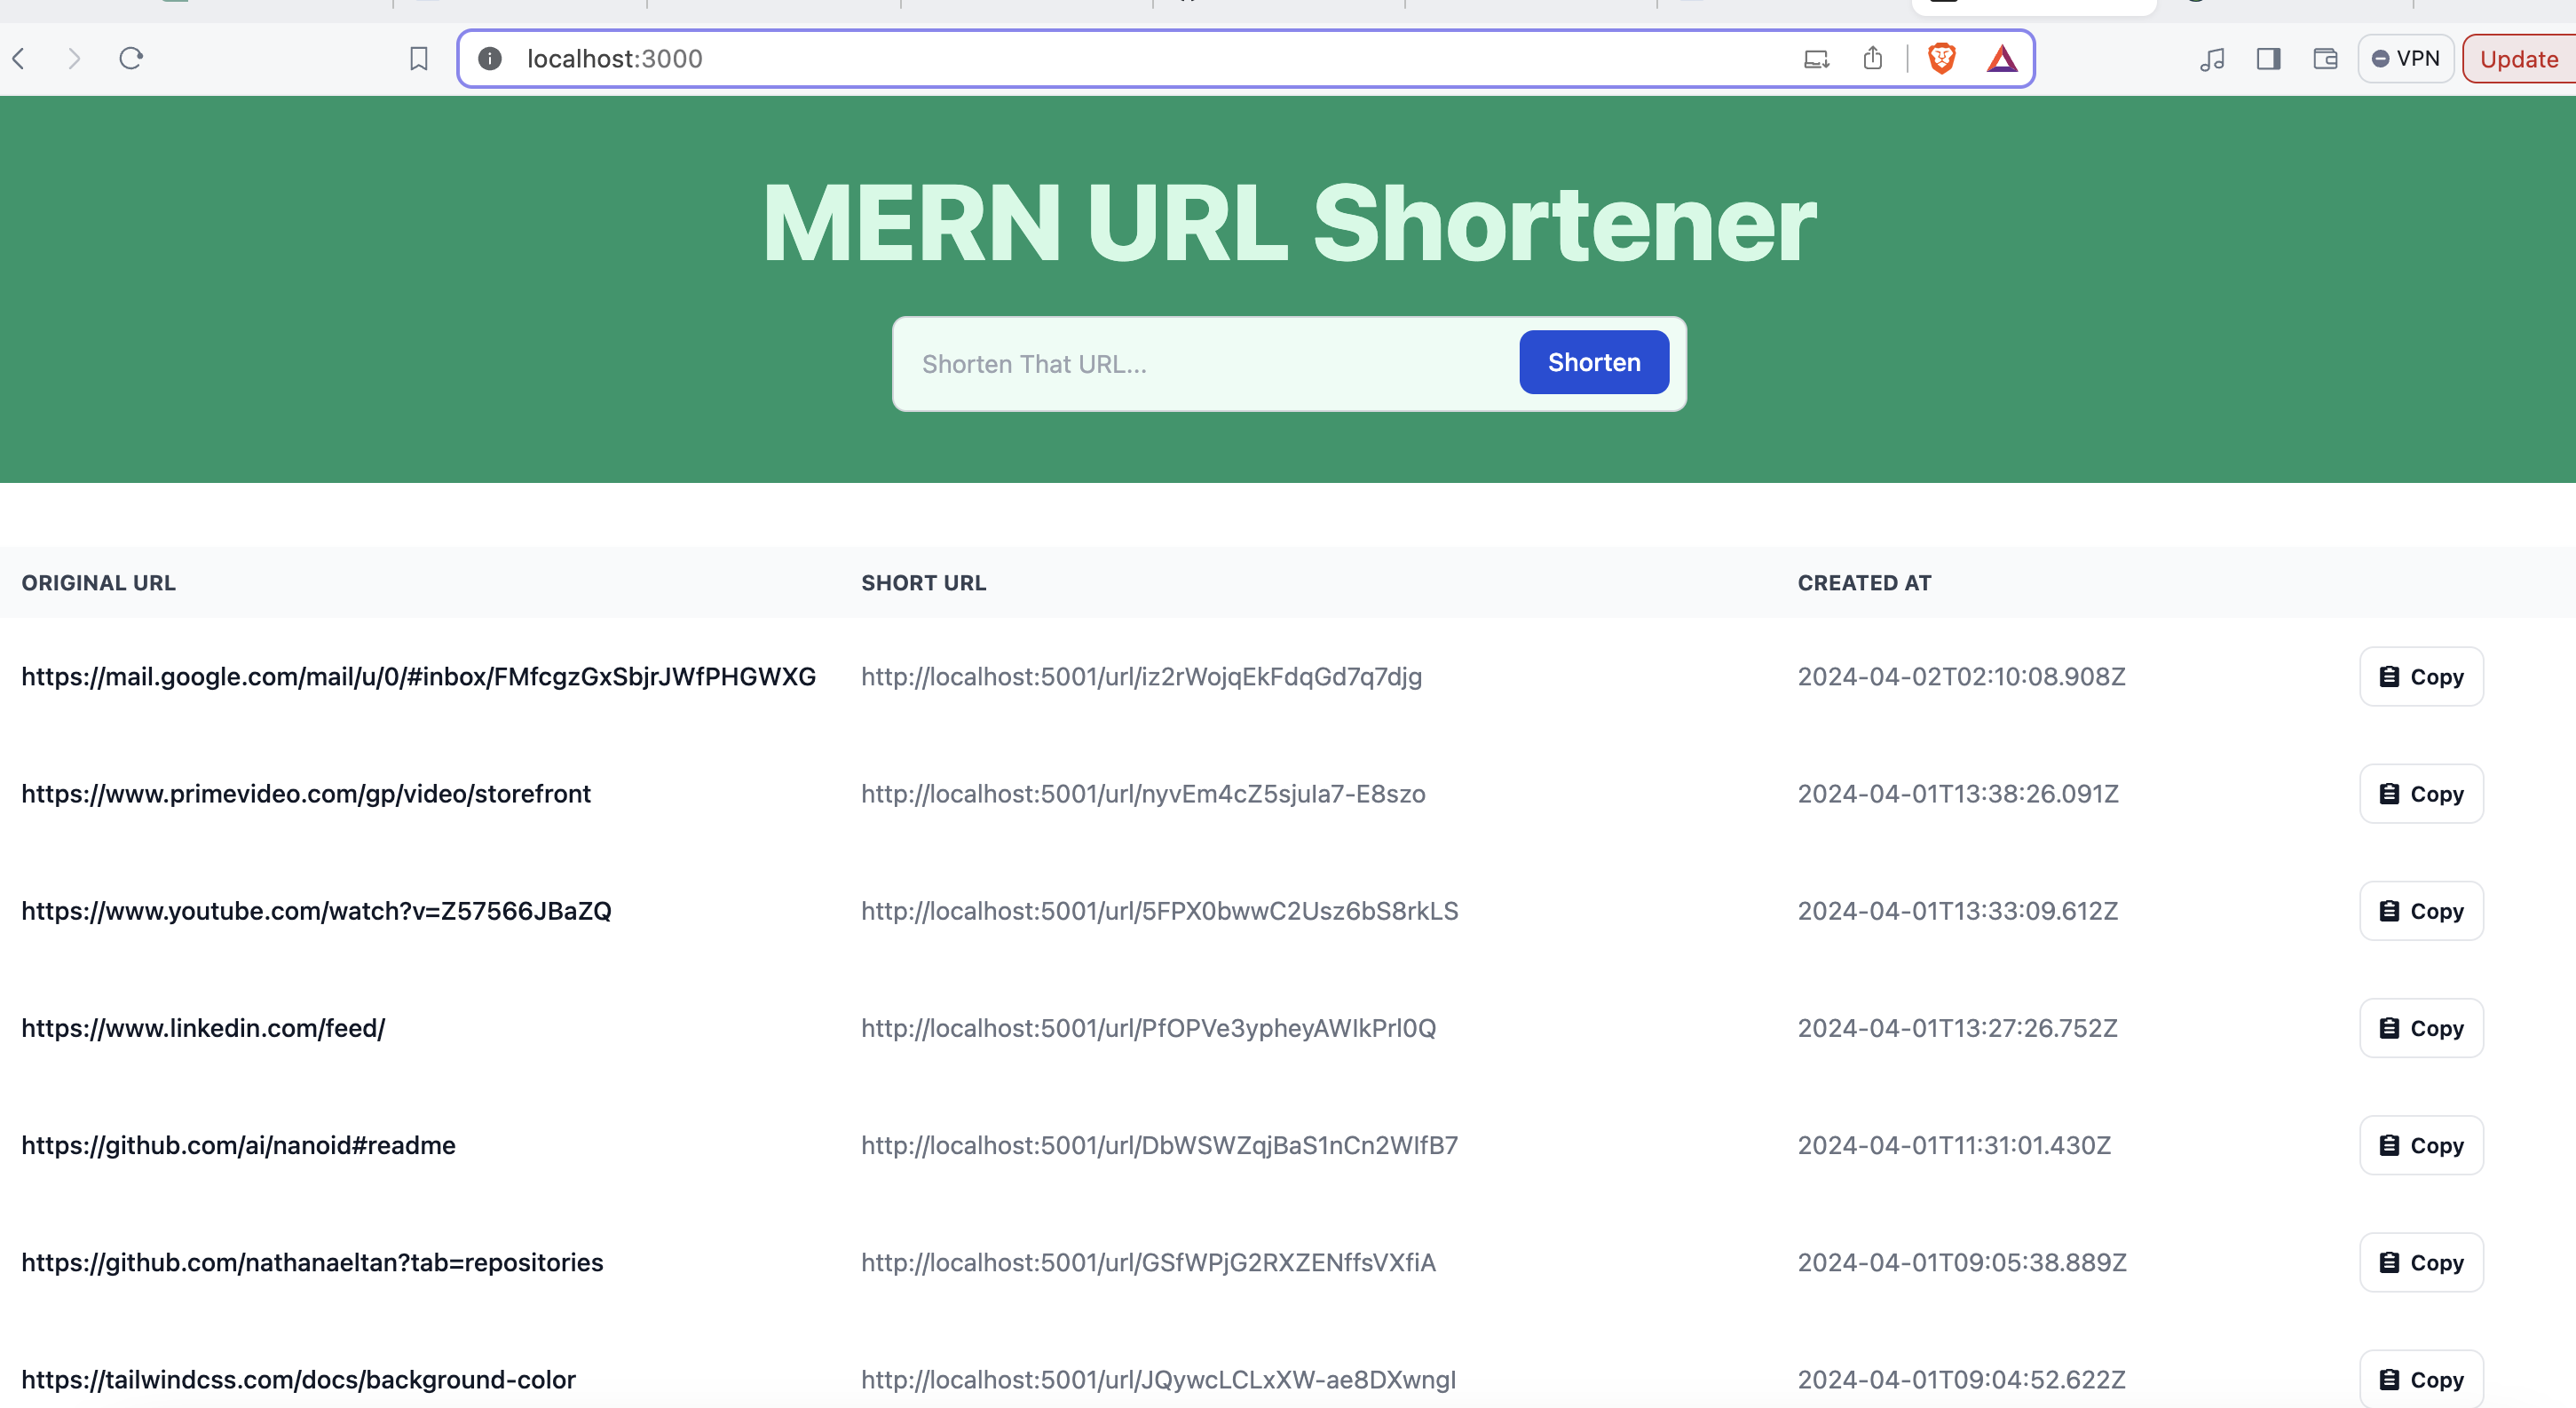 localhost:3000
VPN
Update
MERN URL Shortener
Shorten That URL...
Shorten
ORIGINAL URL SHORT URL CREATED AT
https://mail.google.com/mail/u/0/#inbox/FMfcgzGxSbjrJWfPHGWXG http://localhost:5001/url/iz2rWojqEkFdqGd7q7djg 2024-04-02T02:10:08.908Z Copy
https://www.primevideo.com/gp/video/storefront http://localhost:5001/url/nyvEm4cZ5sjuIa7-E8szo 2024-04-01T13:38:26.091Z Copy
https://www.youtube.com/watch?v=Z57566JBaZQ http://localhost:5001/url/5FPX0bwwC2Usz6bS8rkLS 2024-04-01T13:33:09.612Z Copy
https://www.linkedin.com/feed/ http://localhost:5001/url/PfOPVe3ypheyAWIkPrl0Q 2024-04-01T13:27:26.752Z Copy
https://github.com/ai/nanoid#readme http://localhost:5001/url/DbWSWZqjBaS1nCn2WIfB7 2024-04-01T11:31:01.430Z Copy
https://github.com/nathanaeltan?tab=repositories http://localhost:5001/url/GSfWPjG2RXZENffsVXfiA 2024-04-01T09:05:38.889Z Copy
https://tailwindcss.com/docs/background-color http://localhost:5001/url/JQywcLCLxXW-ae8DXwngI 2024-04-01T09:04:52.622Z Copy